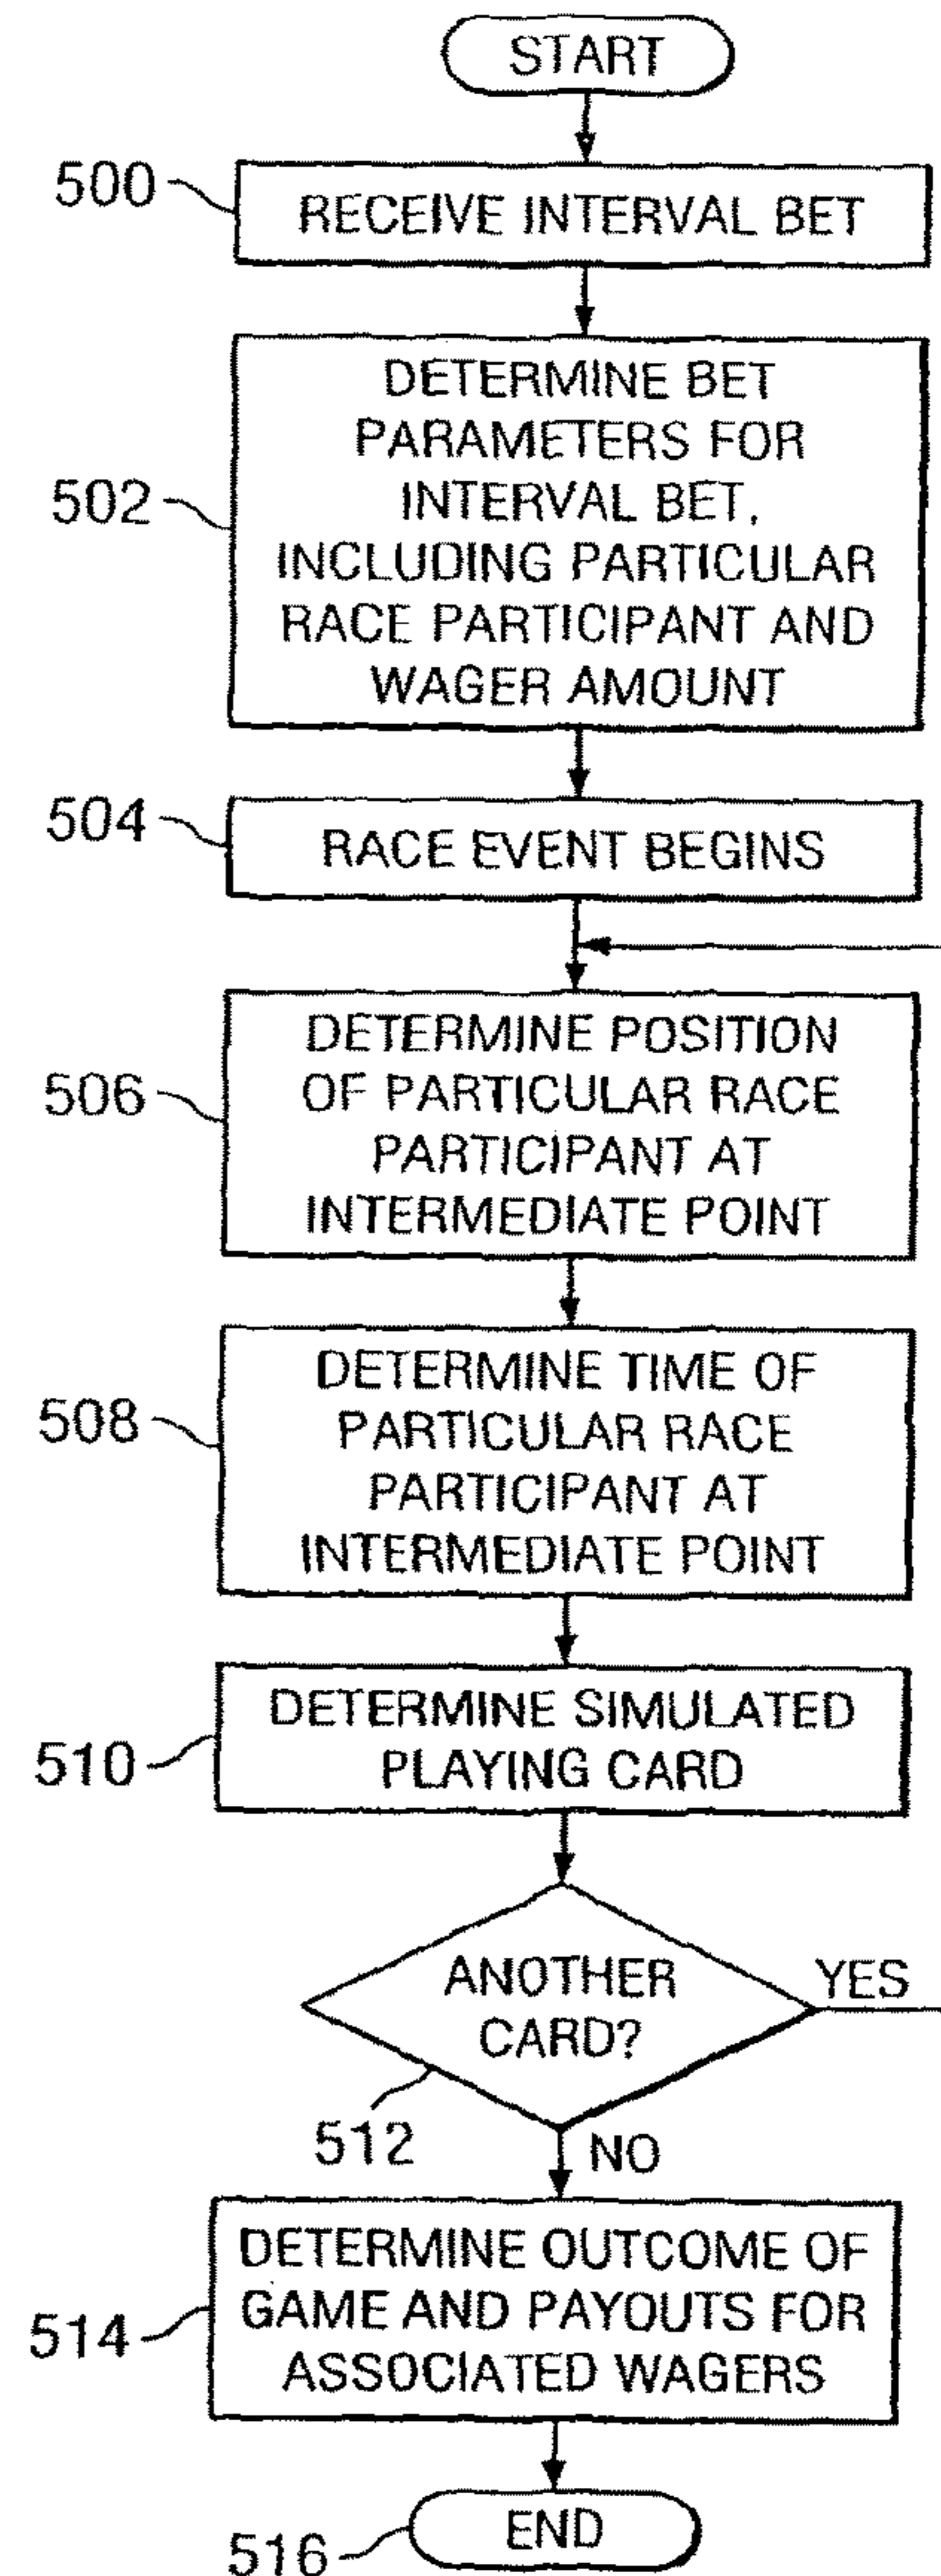 START
500
RECEIVE INTERVAL BET
502
DETERMINE BET
PARAMETERS FOR
INTERVAL BET,
INCLUDING PARTICULAR
RACE PARTICIPANT AND
WAGER AMOUNT
504
RACE EVENT BEGINS
506
DETERMINE POSITION
OF PARTICULAR RACE
PARTICIPANT AT
INTERMEDIATE POINT
508
DETERMINE TIME OF
PARTICULAR RACE
PARTICIPANT AT
INTERMEDIATE POINT
510
DETERMINE SIMULATED
PLAYING CARD
ANOTHER
CARD?
YES
512
NO
514
DETERMINE OUTCOME OF
GAME AND PAYOUTS FOR
ASSOCIATED WAGERS
516
END